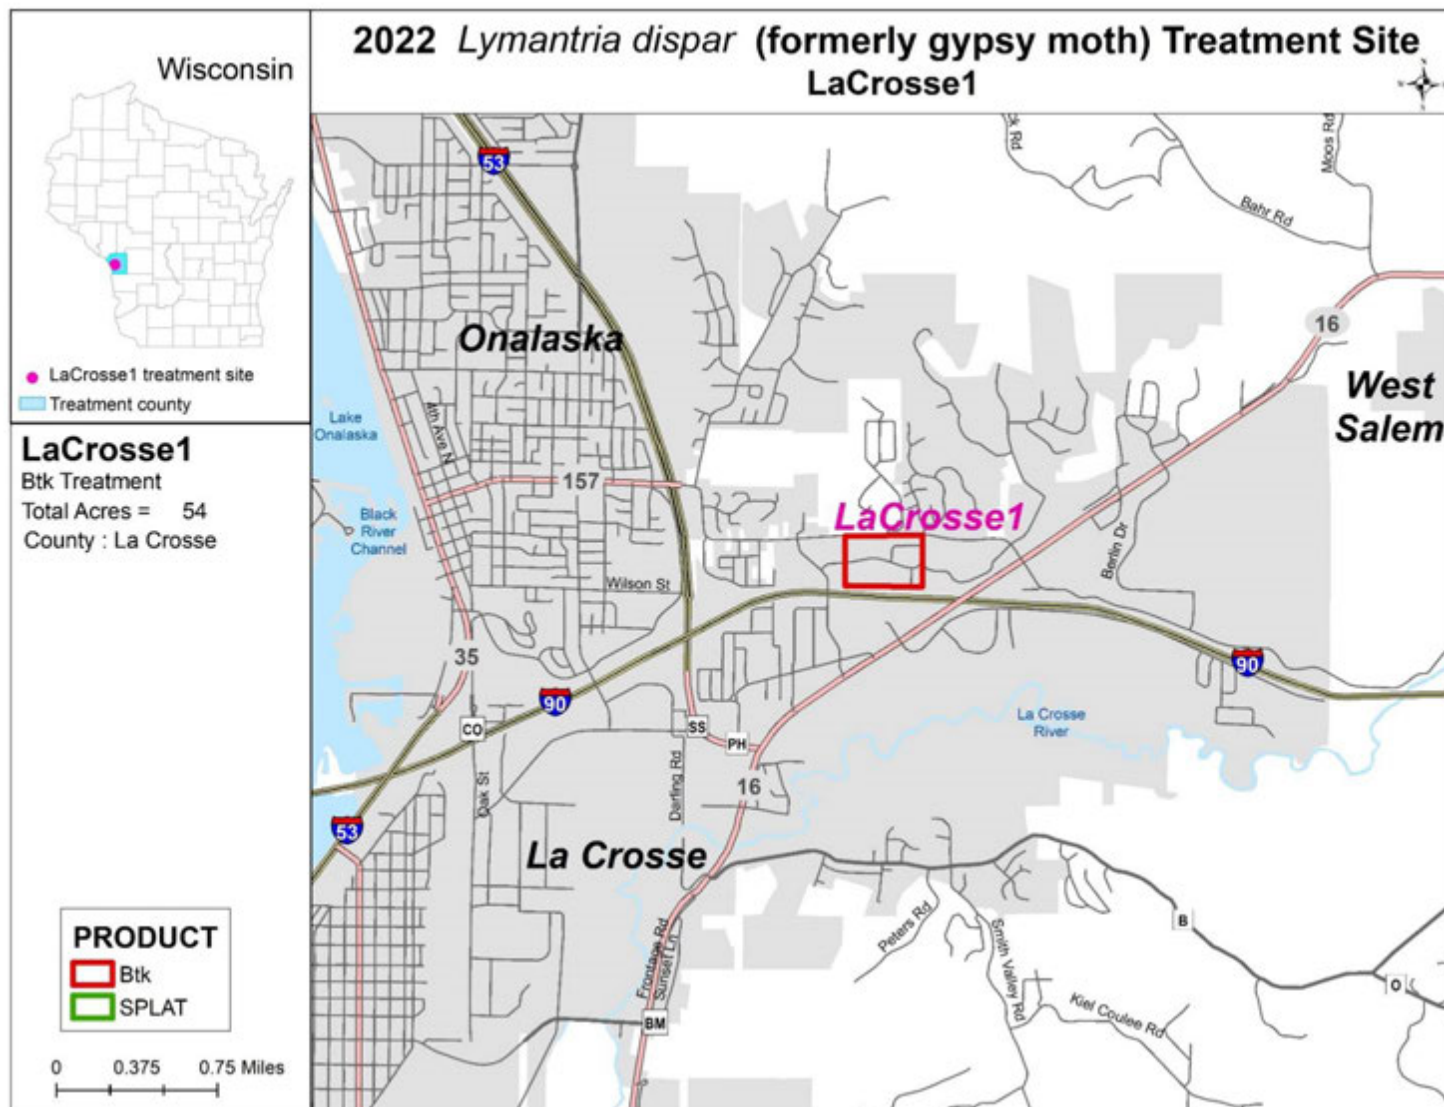 2022 Lymantria dispar (formerly gypsy moth) Treatment Site
LaCrosse1
Wisconsin
LaCrosse1 treatment site
Treatment county
LaCrosse1
Btk Treatment
Total Acres = 54
County : La Crosse
PRODUCT
Btk
SPLAT
0 0.375 0.75 Miles
53
ck Rd
Moos Rd
Bahr Rd
16
Onalaska
West
Salem
Lake
Onalaska
4th Ave N
157
Black
River
Channel
LaCrosse1
Berlin Dr
Wilson St
35
90
90
CO
SS
PH
La Crosse
River
Oak St
Darling Rd
16
53
La Crosse
Peters Rd
Smith Valley Rd
B
Frontage Rd
Sunset Ln
Kiel Coulee Rd
O
BM